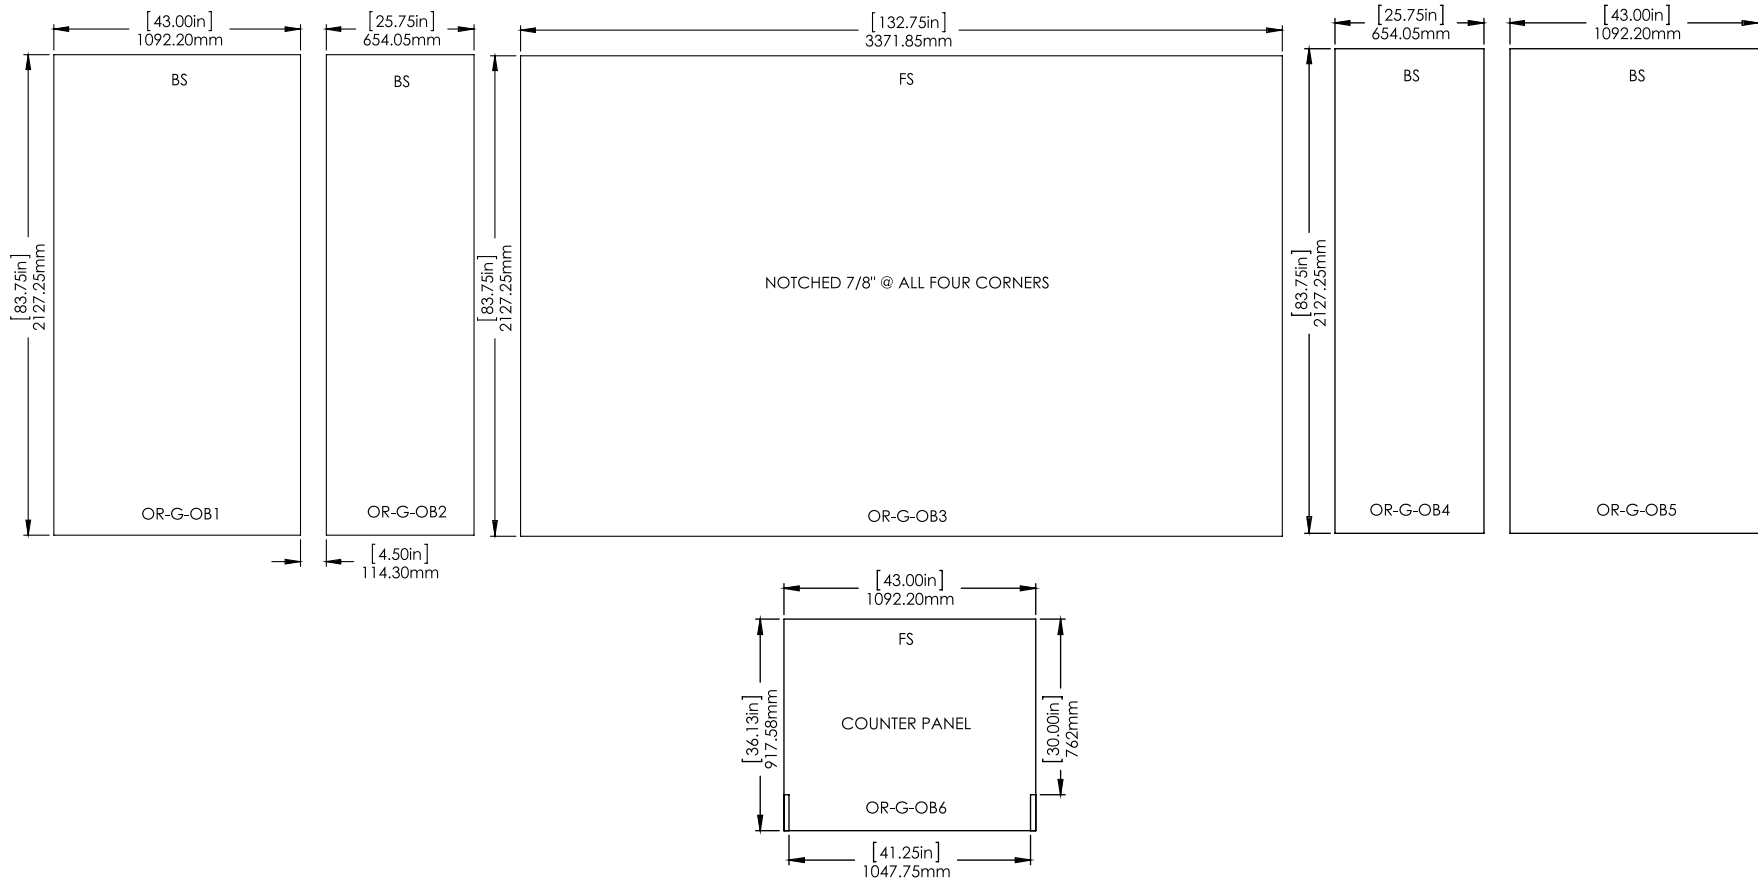 [43.00in]
1092.20mm
[25.75in]
654.05mm
[132.75in]
3371.85mm
[25.75in]
654.05mm
[43.00in]
1092.20mm
BS
BS
FS
BS
BS
[83.75in]
2127.25mm
[83.75in]
2127.25mm
NOTCHED 7/8" @ ALL FOUR CORNERS
[83.75in]
2127.25mm
OR-G-OB1
OR-G-OB2
OR-G-OB3
OR-G-OB4
OR-G-OB5
[4.50in]
114.30mm
[43.00in]
1092.20mm
FS
[36.13in]
917.58mm
COUNTER PANEL
[30.00in]
762mm
OR-G-OB6
[41.25in]
1047.75mm